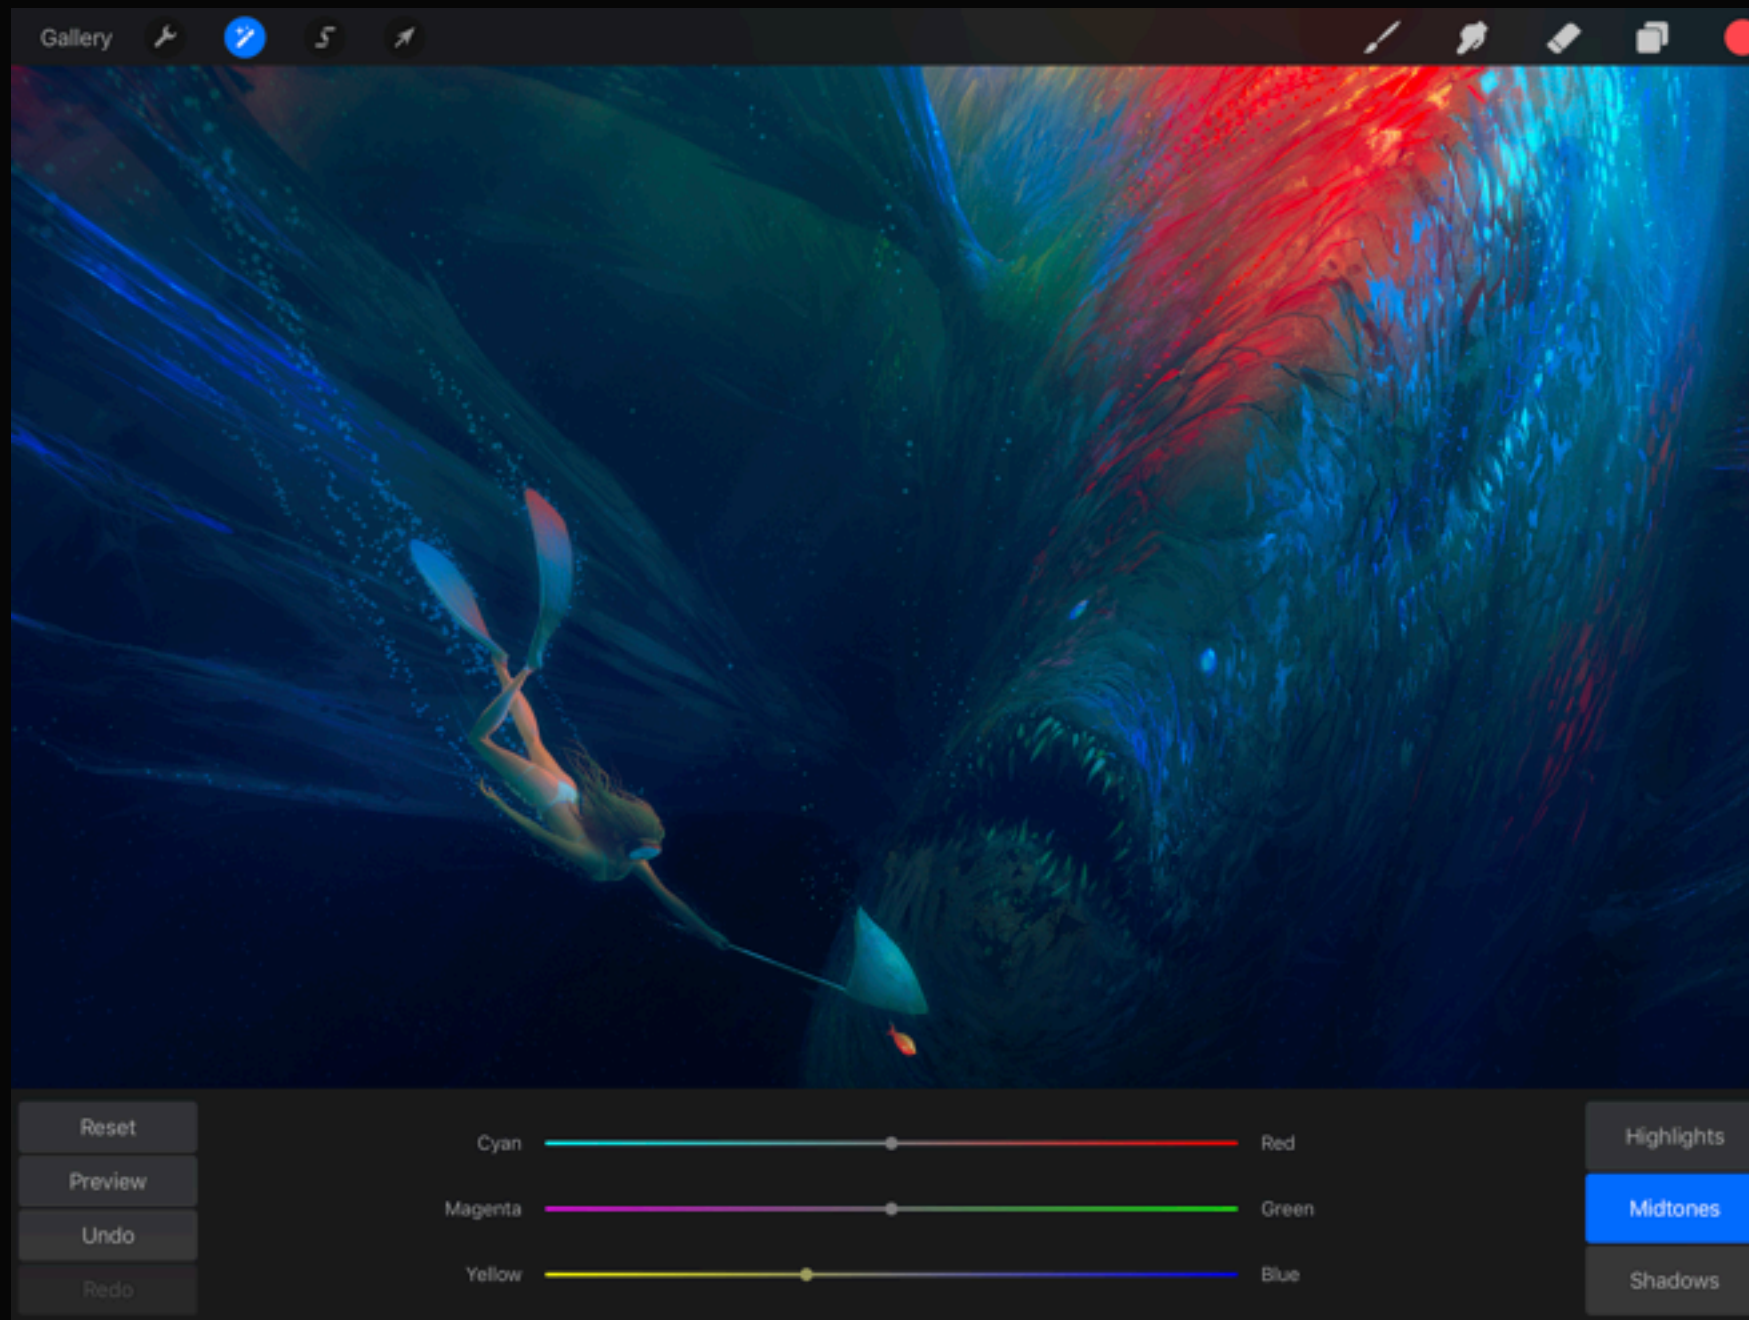 Gallery
Reset
Preview
Undo
Redo
Cyan
Red
Magenta
Green
Yellow
Blue
Highlights
Midtones
Shadows